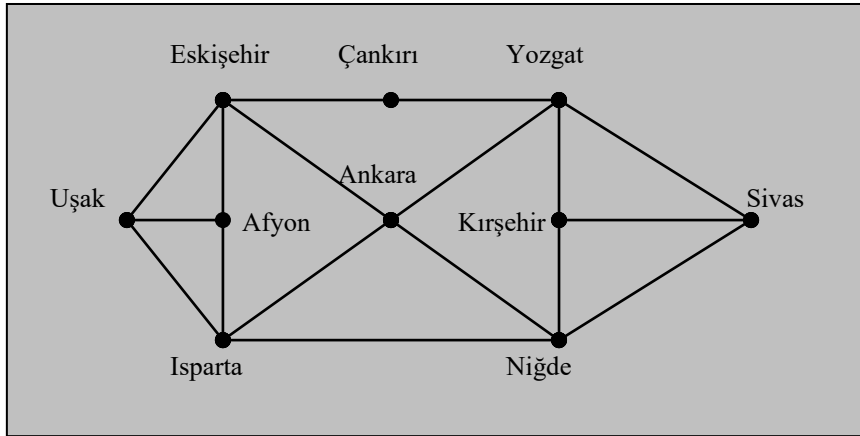 Eskişehir Çankırı Yozgat
Ankara
Uşak Afyon Kırşehir Sivas
Isparta Niğde